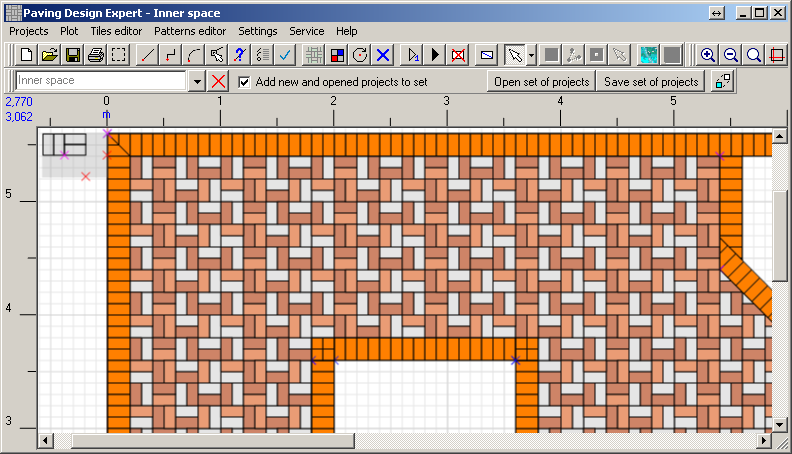 Paving Design Expert - Inner space
Projects Plot Tiles editor Patterns editor Settings Service Help
Inner space Add new and opened projects to set Open set of projects Save set of projects
2,770 0 1 2 3 4 5
3,062 m
5
4
3